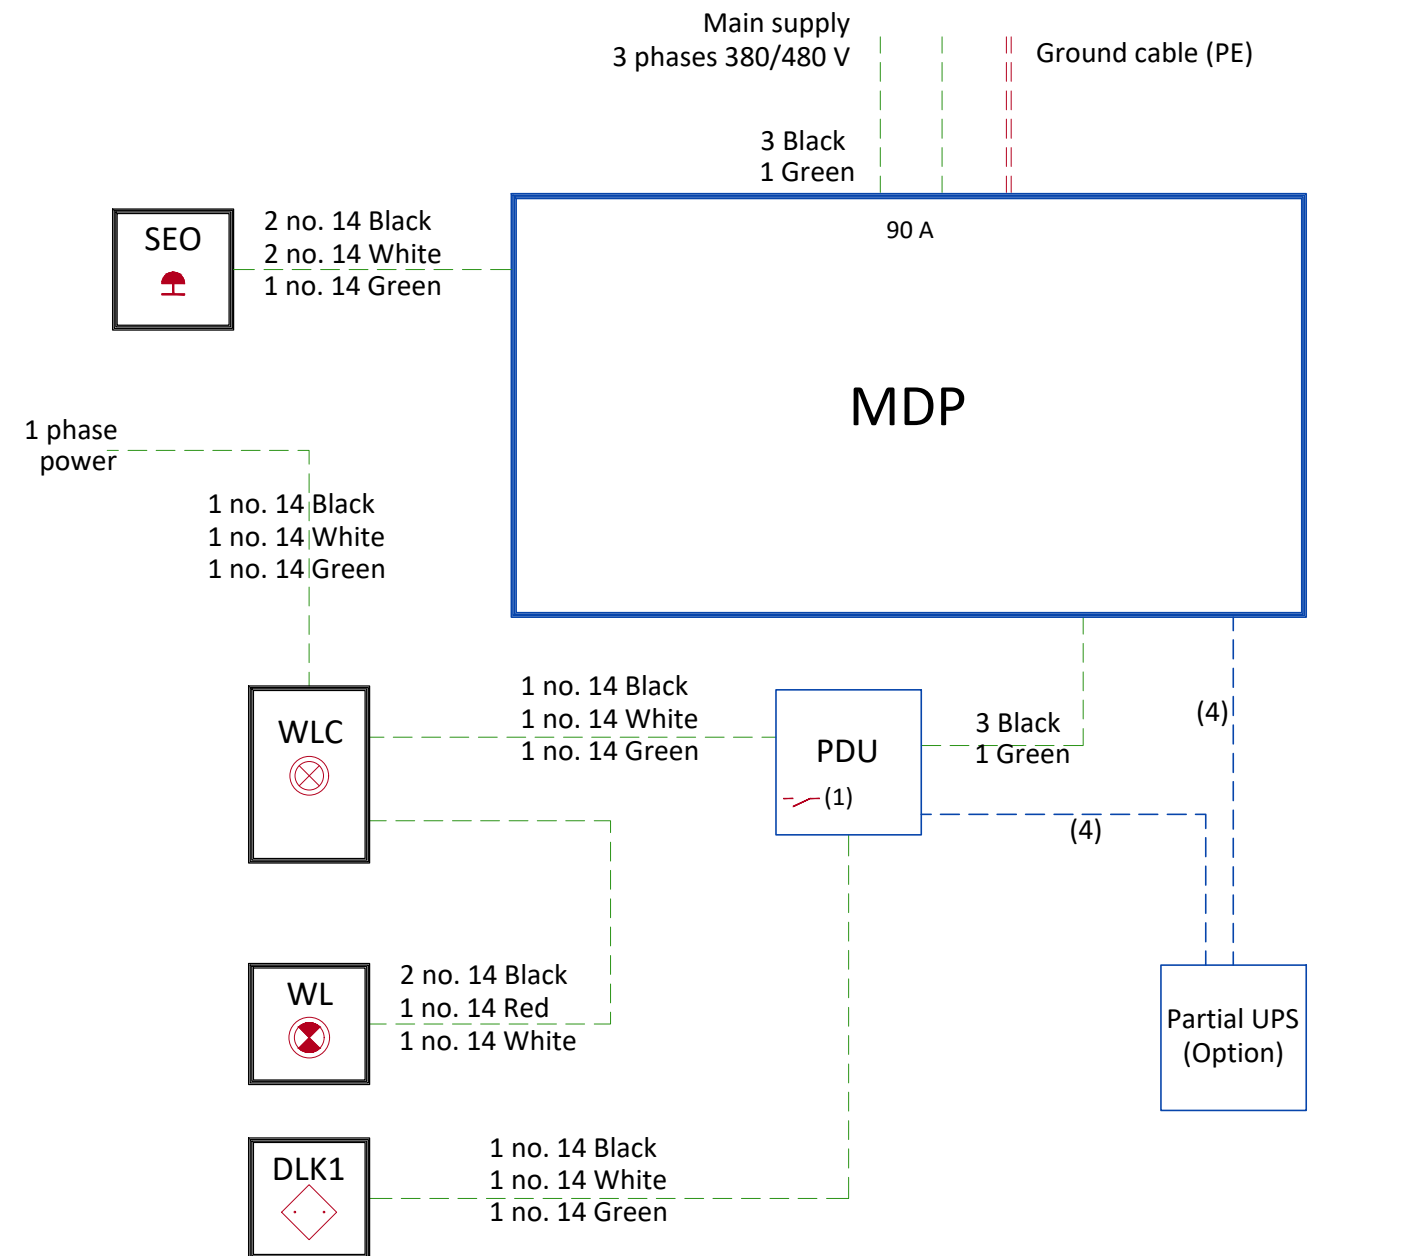 Main supply
3 phases 380/480 V
Ground cable (PE)
3 Black
1 Green
90 A
SEO
2 no. 14 Black
2 no. 14 White
1 no. 14 Green
MDP
1 phase
power
1 no. 14 Black
1 no. 14 White
1 no. 14 Green
WLC
1 no. 14 Black
1 no. 14 White
1 no. 14 Green
PDU
(1)
3 Black
1 Green
(4)
(4)
WL
2 no. 14 Black
1 no. 14 Red
1 no. 14 White
Partial UPS
(Option)
DLK1
1 no. 14 Black
1 no. 14 White
1 no. 14 Green